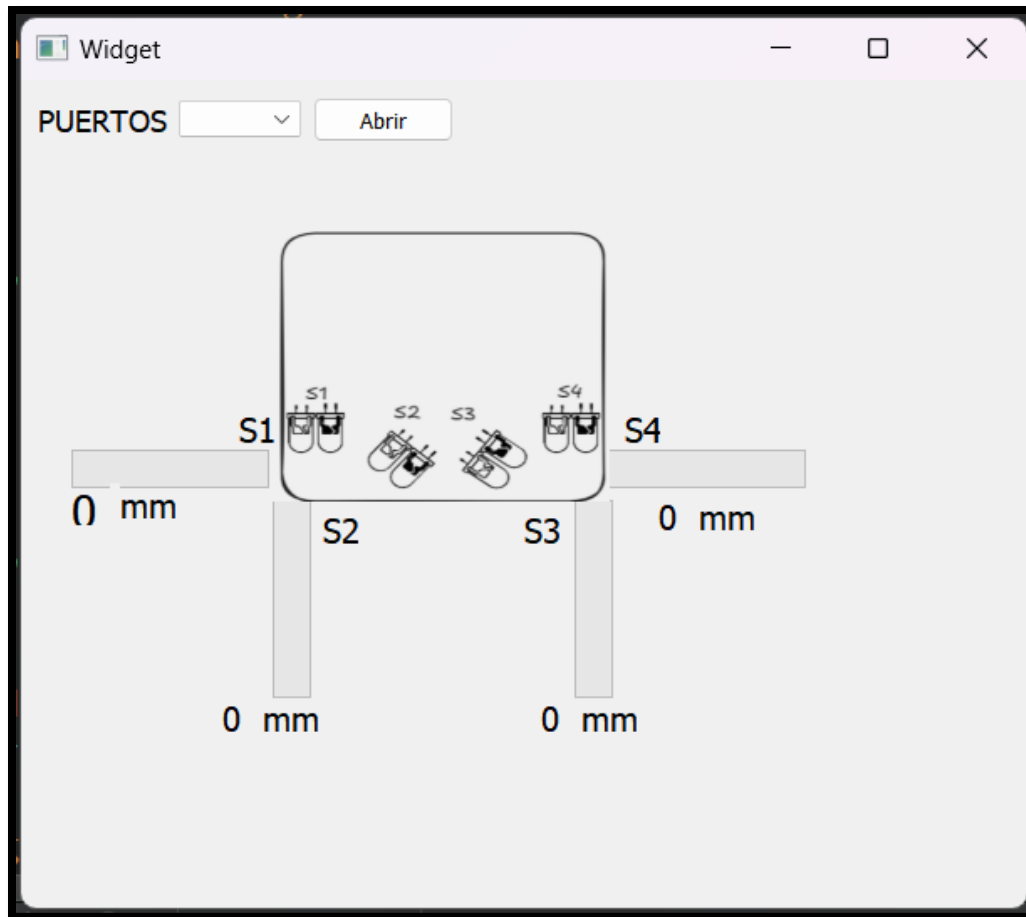 Widget
PUERTOS Abrir
S1
S4
S2 S3
S1
S4
0 mm
0 mm
S2
S3
0 mm
0 mm